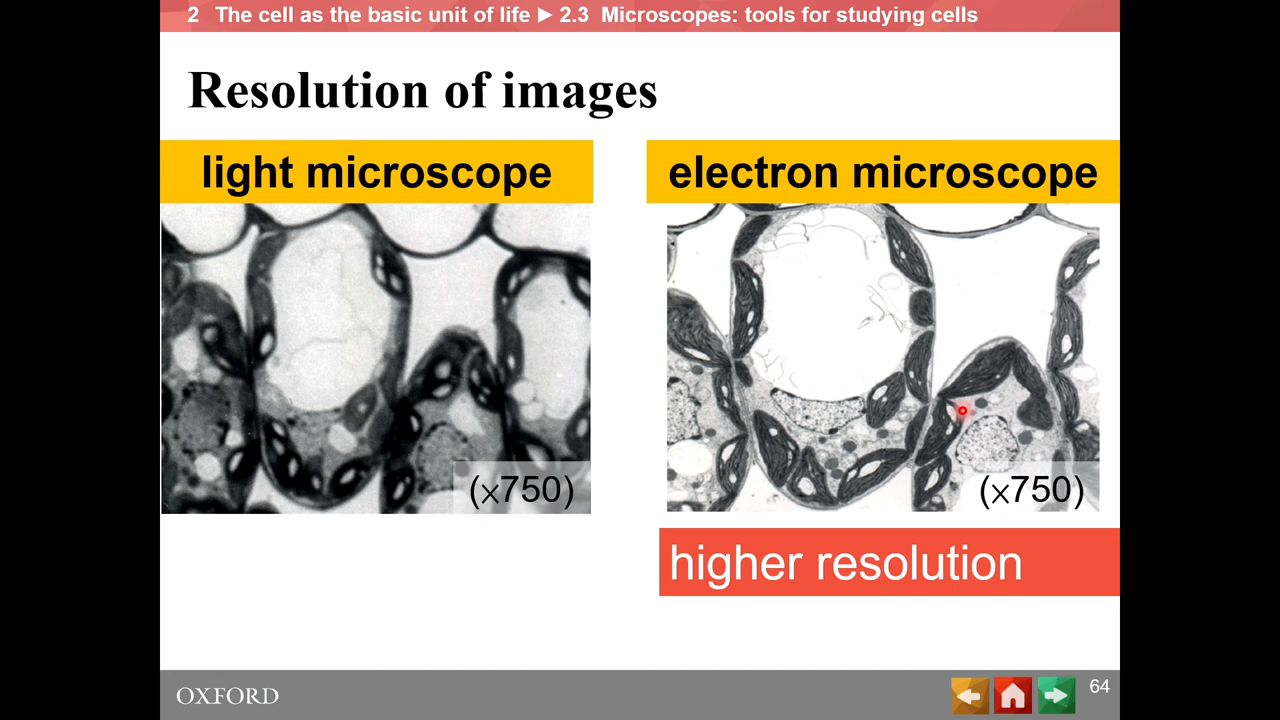 2 The cell as the basic unit of life ► 2.3 Microscopes: tools for studying cells
Resolution of images
light microscope
electron microscope
(×750)
(×750)
higher resolution
OXFORD
64